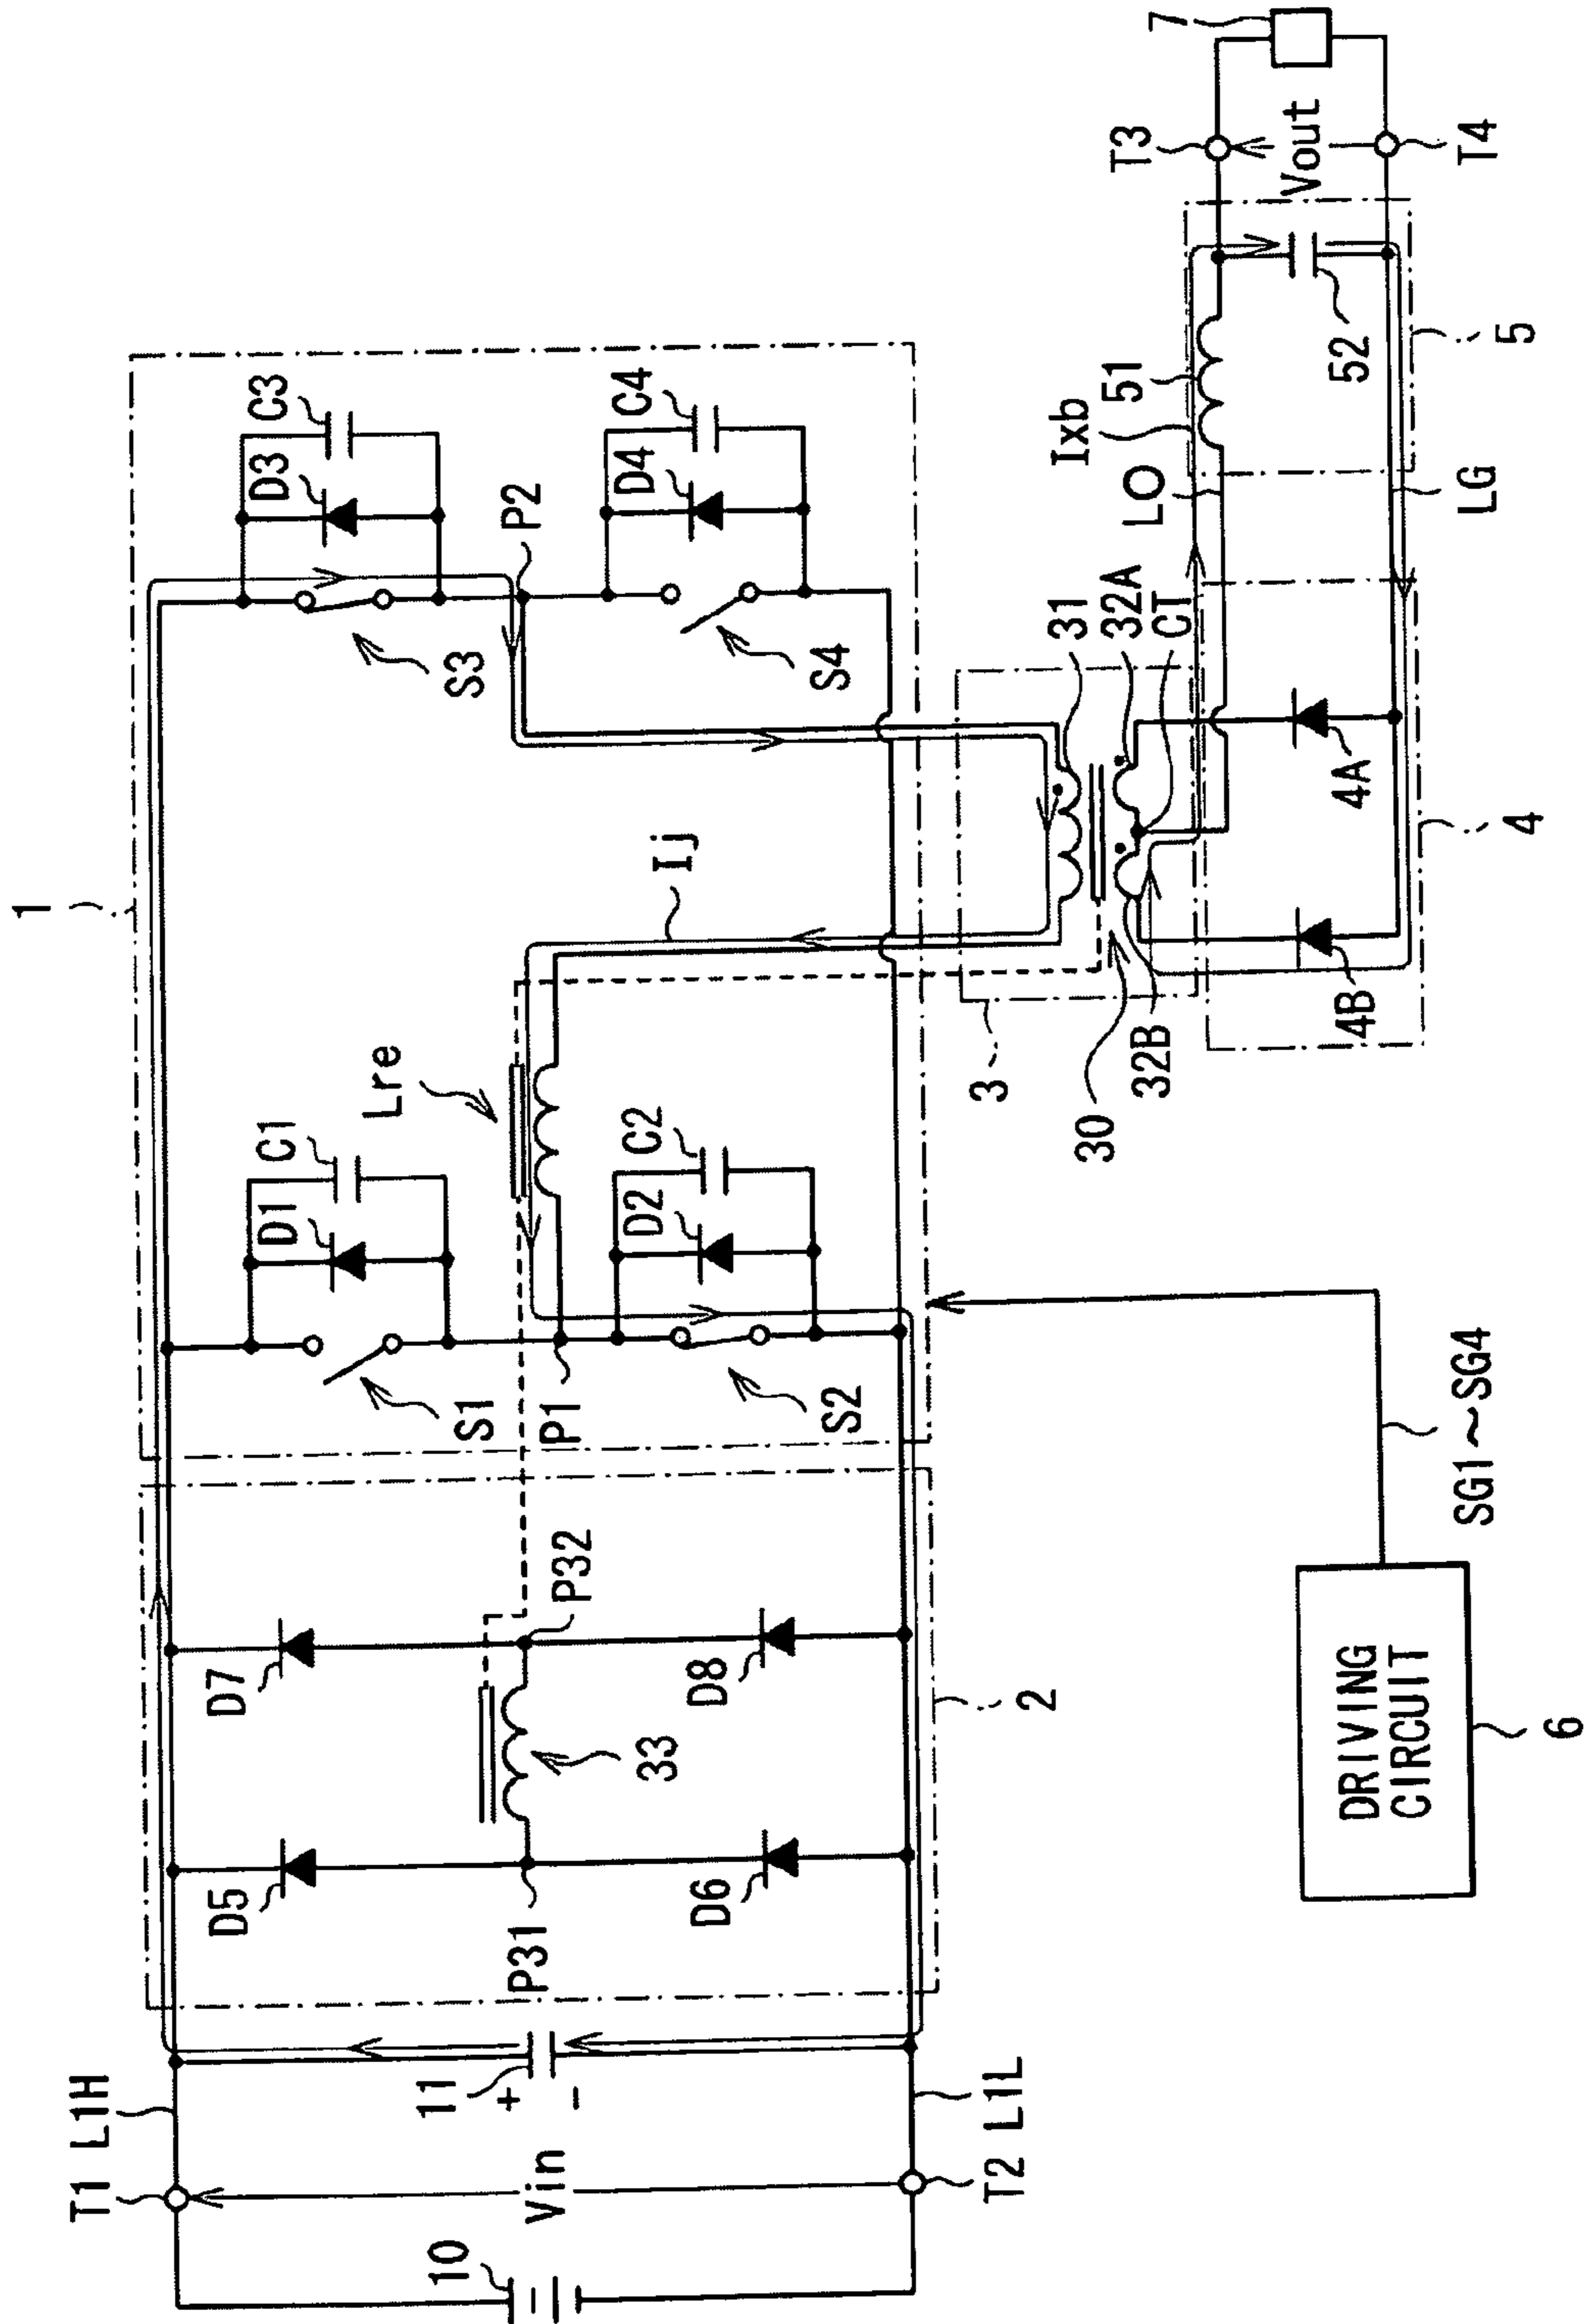 1
T1
L1H
10
Vin
11
+
-
T2
L1L
D5
D7
P31
P32
33
D6
D8
2
S1
D1
C1
Lre
P1
S2
D2
C2
Ij
S3
D3
C3
P2
S4
D4
C4
3
30
32B
31
32A
CT
4B
4A
4
LO
Ixb
51
LG
52
5
T3
Vout
T4
7
SG1~SG4
DRIVING
CIRCUIT
6